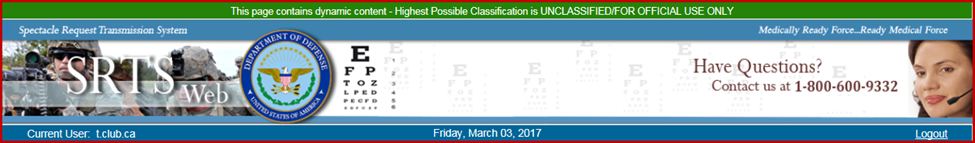 This page contains dynamic content - Highest Possible Classification is UNCLASSIFIED/FOR OFFICIAL USE ONLY
Spectacle Request Transmission System
Medically Ready Force...Ready Medical Force
SRTS
Web
DEPARTMENT OF DEFENSE
UNITED STATES OF AMERICA
E
F P
T O Z
L P E D
P E C F D
1
2
3
4
5
6
Have Questions?
Contact us at 1-800-600-9332
Current User: t.club.ca
Friday, March 03, 2017
Logout